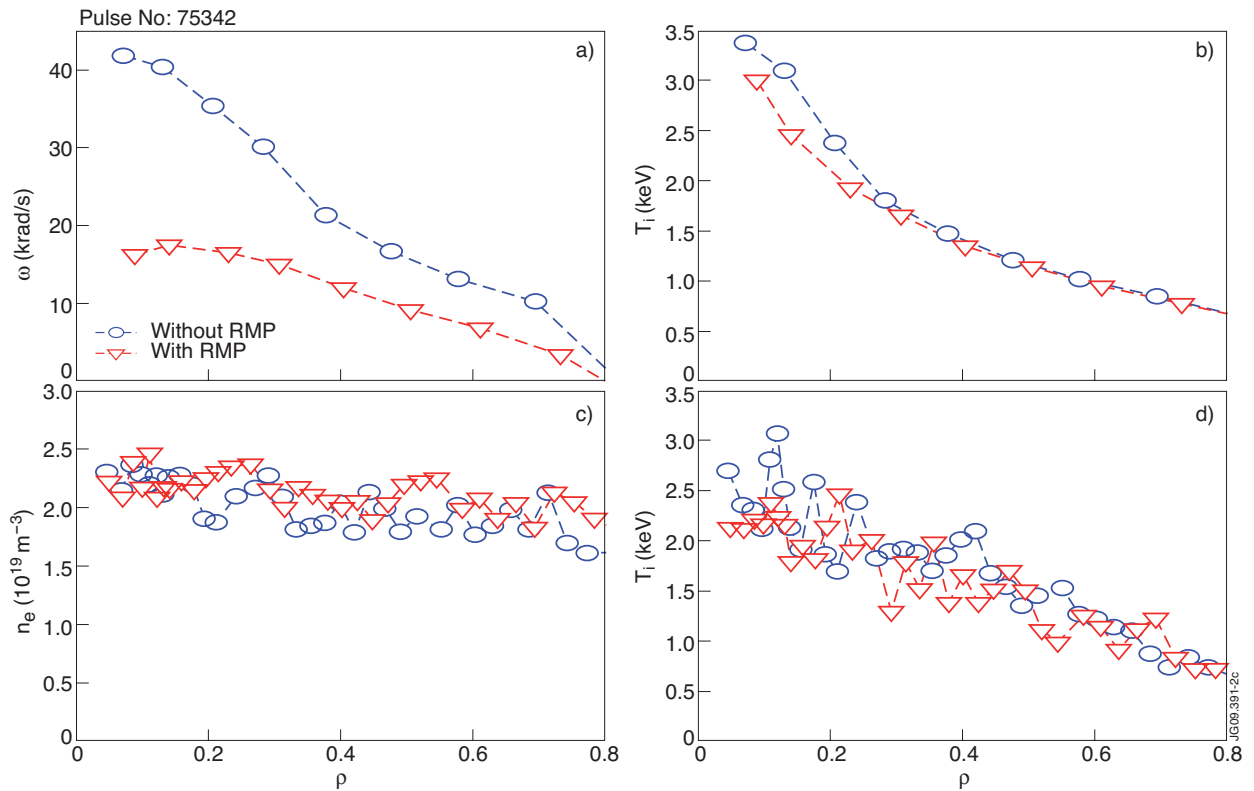 Pulse No: 75342
a)
40
30
20
10
0
ω (krad/s)
Without RMP
With RMP
b)
3.5
1.0
2.5
2.0
1.5
1.0
0.5
0
T_i (keV)
c)
3.0
2.5
2.0
1.5
1.0
0.5
0
n_e (10^19 m^−3)
0 0.2 0.4 0.6 0.8
ρ
d)
3.5
3.0
2.5
2.0
1.5
1.0
0.5
0
T_i (keV)
0 0.2 0.4 0.6 0.8
ρ
JG09.391-2c